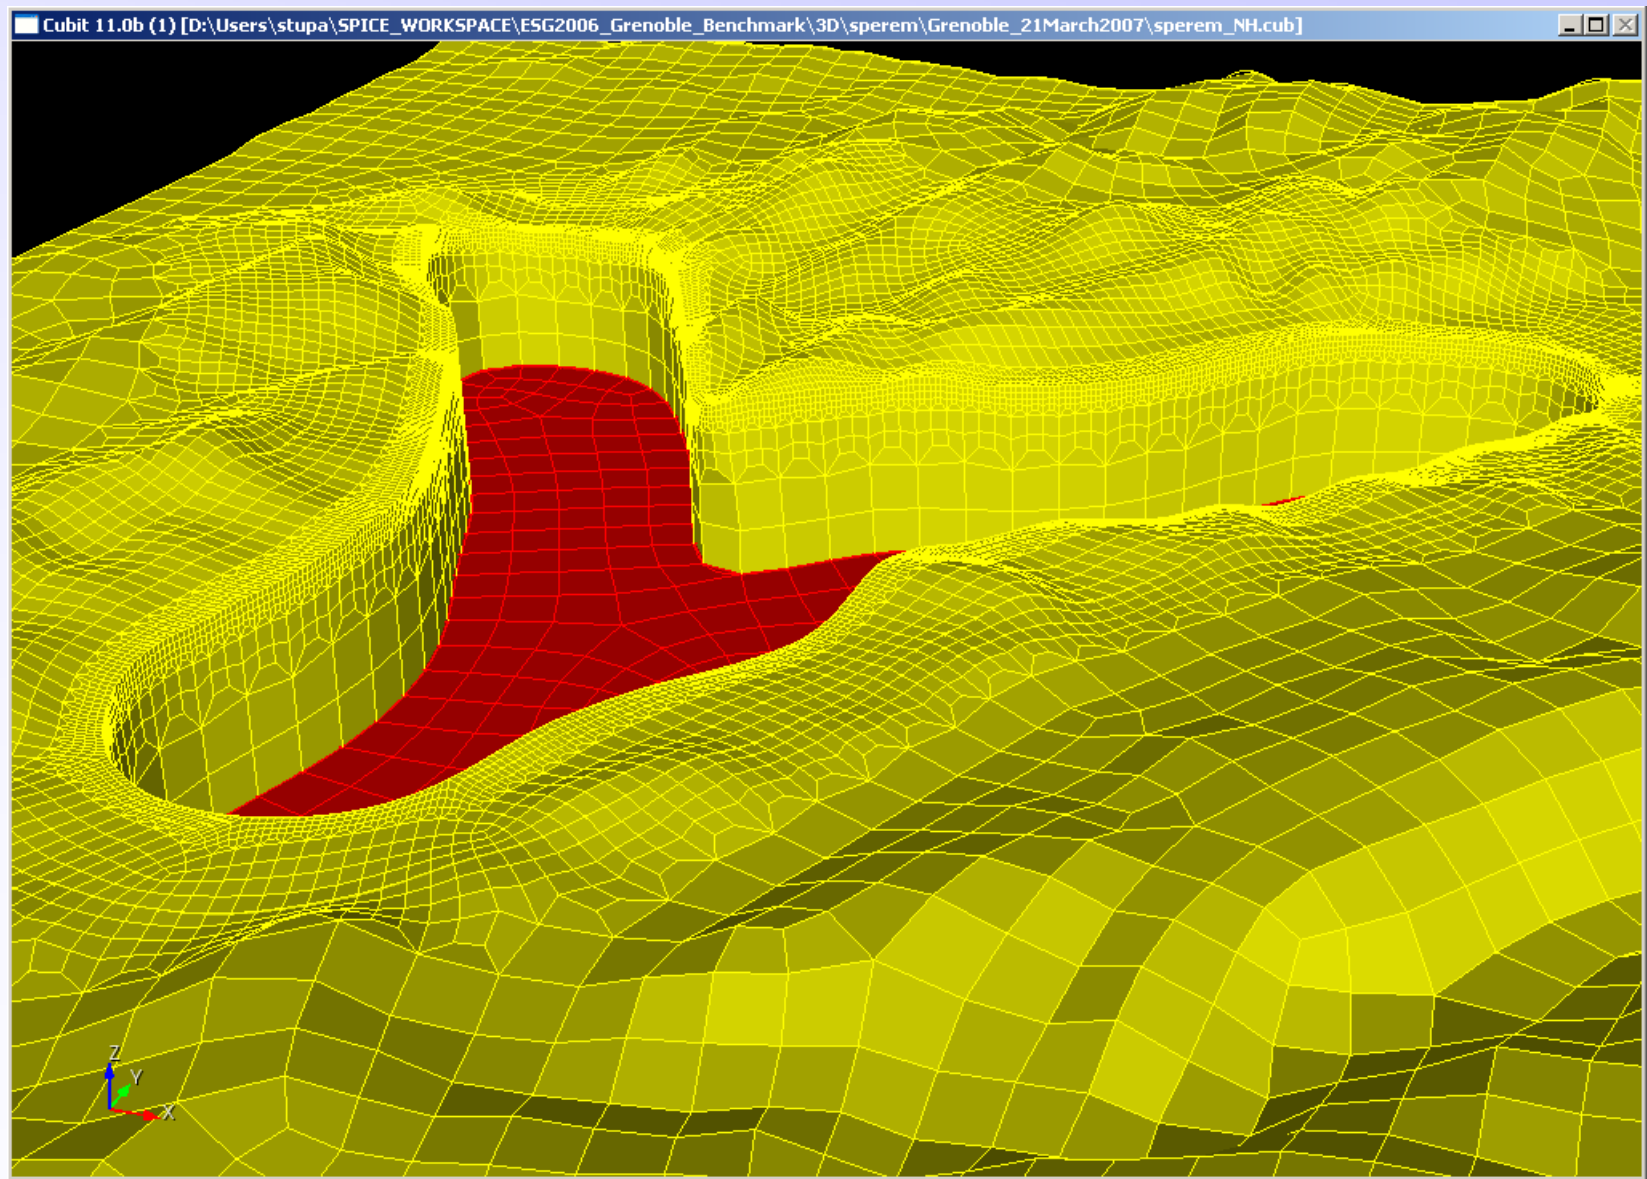 Cubit 11.0b (1) [D:\Users\stupa\SPICE_WORKSPACE\ESG2006_Grenoble_Benchmark\3D\sperem\Grenoble_21March2007\sperem_NH.cub]
Z
Y
X